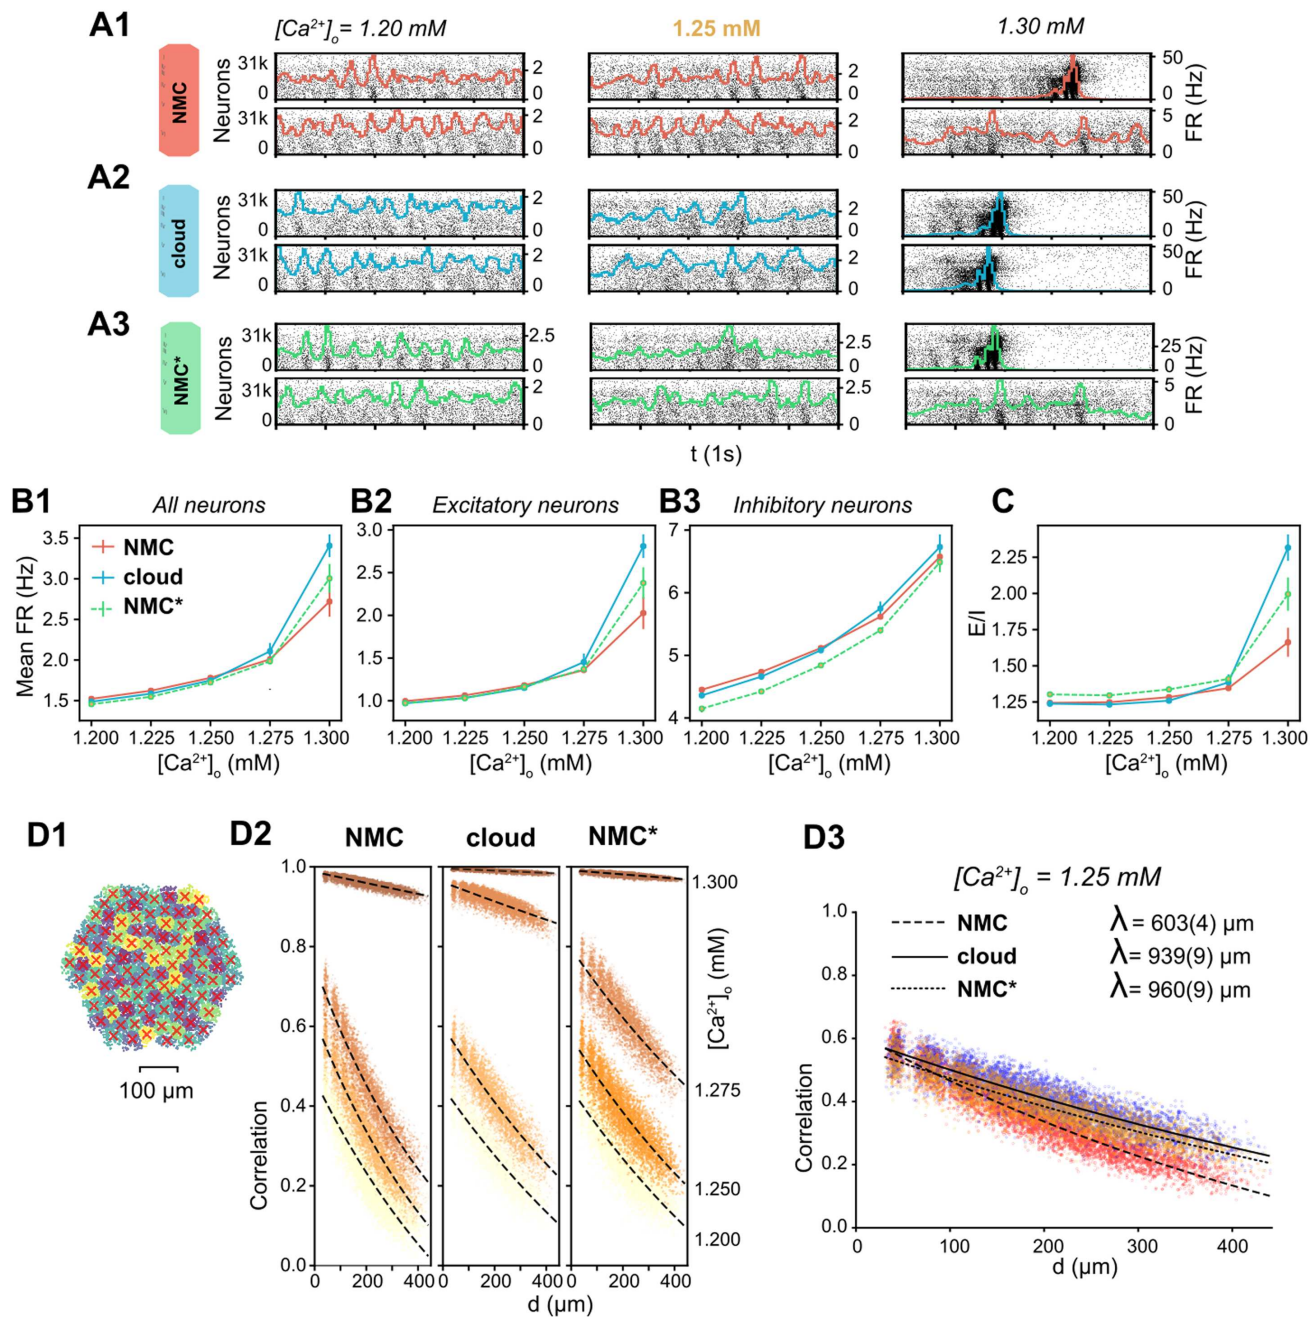 A1
[Ca²⁺]ₒ= 1.20 mM
1.25 mM
1.30 mM
NMC
Neurons
31k
0
31k
0
2
0
2
0
2
0
2
0
50
0
5
0
FR (Hz)
A2
cloud
Neurons
31k
0
31k
0
2
0
2
0
2
0
2
0
50
0
50
0
FR (Hz)
A3
NMC*
Neurons
31k
0
31k
0
2.5
0
2
0
2.5
0
2.5
0
25
0
5
0
FR (Hz)
t (1s)
B1
All neurons
Mean FR (Hz)
3.5
3.0
2.5
2.0
1.5
NMC
cloud
NMC*
1.200 1.225 1.250 1.275 1.300
[Ca²⁺]ₒ (mM)
B2
Excitatory neurons
3.0
2.5
2.0
1.5
1.0
1.200 1.225 1.250 1.275 1.300
[Ca²⁺]ₒ (mM)
B3
Inhibitory neurons
7
6
5
4
1.200 1.225 1.250 1.275 1.300
[Ca²⁺]ₒ (mM)
C
E/I
2.25
2.00
1.75
1.50
1.25
1.200 1.225 1.250 1.275 1.300
[Ca²⁺]ₒ (mM)
D1
100 µm
D2
NMC
cloud
NMC*
Correlation
1.0
0.8
0.6
0.4
0.2
0.0
0 200 400
0 200 400
0 200 400
d (µm)
1.300
1.275
1.250
1.200
[Ca²⁺]ₒ (mM)
D3
[Ca²⁺]ₒ = 1.25 mM
NMC λ= 603(4) µm
cloud λ= 939(9) µm
NMC* λ= 960(9) µm
Correlation
1.0
0.8
0.6
0.4
0.2
0.0
0 100 200 300 400
d (µm)